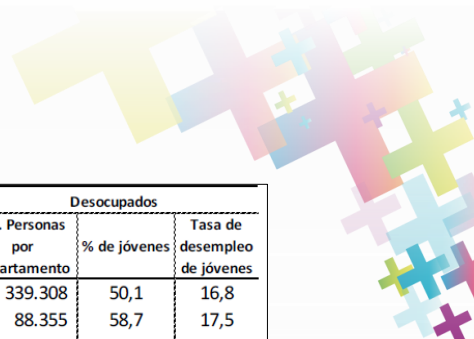 Desocupados
. Personas Tasa de
por % de jóvenes desempleo
artamento de jóvenes
339.308 50,1 16,8
88.355 58,7 17,5